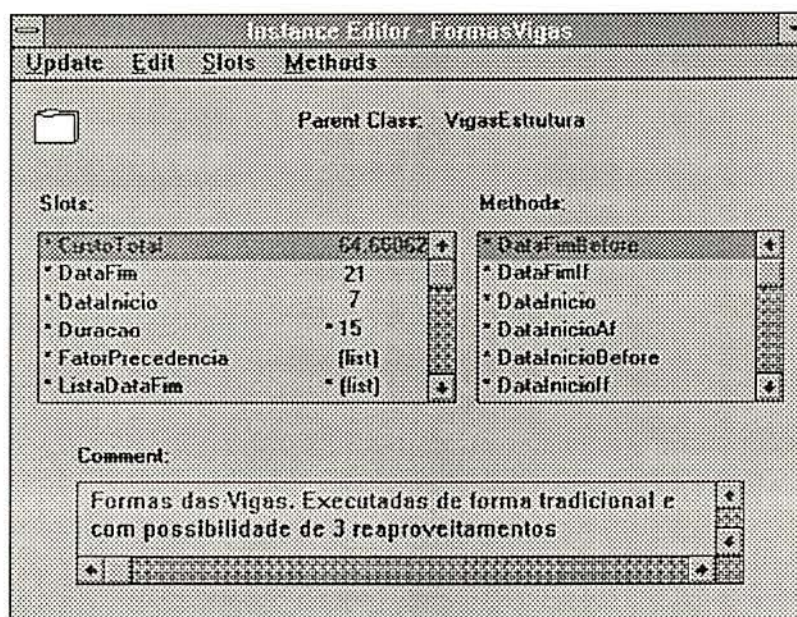 Instance Editor - FormasVigas
Update Edit Slots Methods
Parent Class: VigasEstrutura
Slots:
* CustoTotal 64.66062
* DataFim 21
* DataInicio 7
* Duracao * 15
* FatorPrecedencia (list)
* ListaDataFim * (list)
Methods:
* DataFimBefore
* DataFimIf
* DataInicio
* DataInicioAf
* DataInicioBefore
* DataInicioIf
Comment:
Formas das Vigas. Executadas de forma tradicional e
com possibilidade de 3 reaproveitamentos